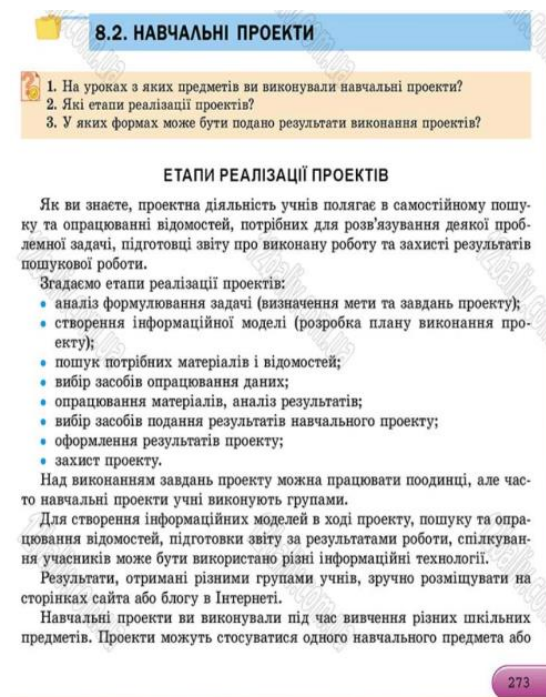 8.2. НАВЧАЛЬНІ ПРОЕКТИ
1. На уроках з яких предметів ви виконували навчальні проекти?
2. Які етапи реалізації проектів?
3. У яких формах може бути подано результати виконання проектів?
ЕТАПИ РЕАЛІЗАЦІЇ ПРОЕКТІВ
Як ви знаєте, проектна діяльність учнів полягає в самостійному пошу-
ку та опрацюванні відомостей, потрібних для розв'язування деякої проб-
лемної задачі, підготовці звіту про виконану роботу та захисті результатів
пошукової роботи.
Згадаємо етапи реалізації проектів:
• аналіз формулювання задачі (визначення мети та завдань проекту);
• створення інформаційної моделі (розробка плану виконання про-
екту);
• пошук потрібних матеріалів і відомостей;
• вибір засобів опрацювання даних;
• опрацювання матеріалів, аналіз результатів;
• вибір засобів подання результатів навчального проекту;
• оформлення результатів проекту;
• захист проекту.
Над виконанням завдань проекту можна працювати поодинці, але час-
то навчальні проекти учні виконують групами.
Для створення інформаційних моделей в ході проекту, пошуку та опра-
цювання відомостей, підготовки звіту за результатами роботи, спілкуван-
ня учасників може бути використано різні інформаційні технології.
Результати, отримані різними групами учнів, зручно розміщувати на
сторінках сайта або блогу в Інтернеті.
Навчальні проекти ви виконували під час вивчення різних шкільних
предметів. Проекти можуть стосуватися одного навчального предмета або
273